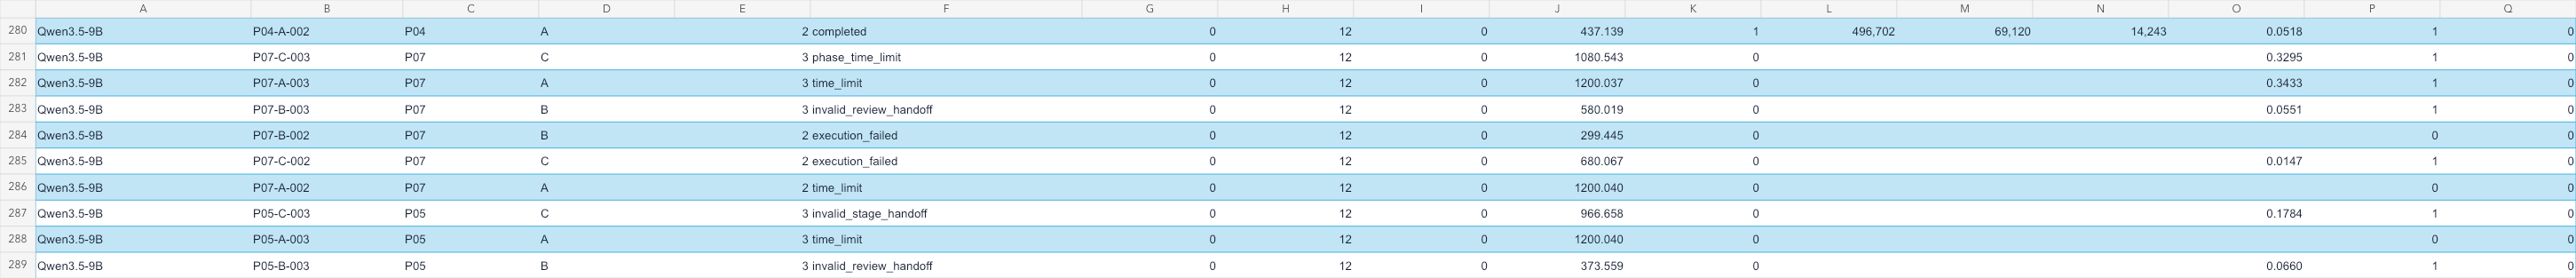 A B C D E F G H I J K L M N O P Q
280 Qwen3.5-9B P04-A-002 P04 A 2 completed 0 12 0 437.139 1 496,702 69,120 14,243 0.0518 1 0
281 Qwen3.5-9B P07-C-003 P07 C 3 phase_time_limit 0 12 0 1080.543 0 0.3295 1 0
282 Qwen3.5-9B P07-A-003 P07 A 3 time_limit 0 12 0 1200.037 0 0.3433 1 0
283 Qwen3.5-9B P07-B-003 P07 B 3 invalid_review_handoff 0 12 0 580.019 0 0.0551 1 0
284 Qwen3.5-9B P07-B-002 P07 B 2 execution_failed 0 12 0 299.445 0 0 0
285 Qwen3.5-9B P07-C-002 P07 C 2 execution_failed 0 12 0 680.067 0 0.0147 1 0
286 Qwen3.5-9B P07-A-002 P07 A 2 time_limit 0 12 0 1200.040 0 0 0
287 Qwen3.5-9B P05-C-003 P05 C 3 invalid_stage_handoff 0 12 0 966.658 0 0.1784 1 0
288 Qwen3.5-9B P05-A-003 P05 A 3 time_limit 0 12 0 1200.040 0 0 0
289 Qwen3.5-9B P05-B-003 P05 B 3 invalid_review_handoff 0 12 0 373.559 0 0.0660 1 0